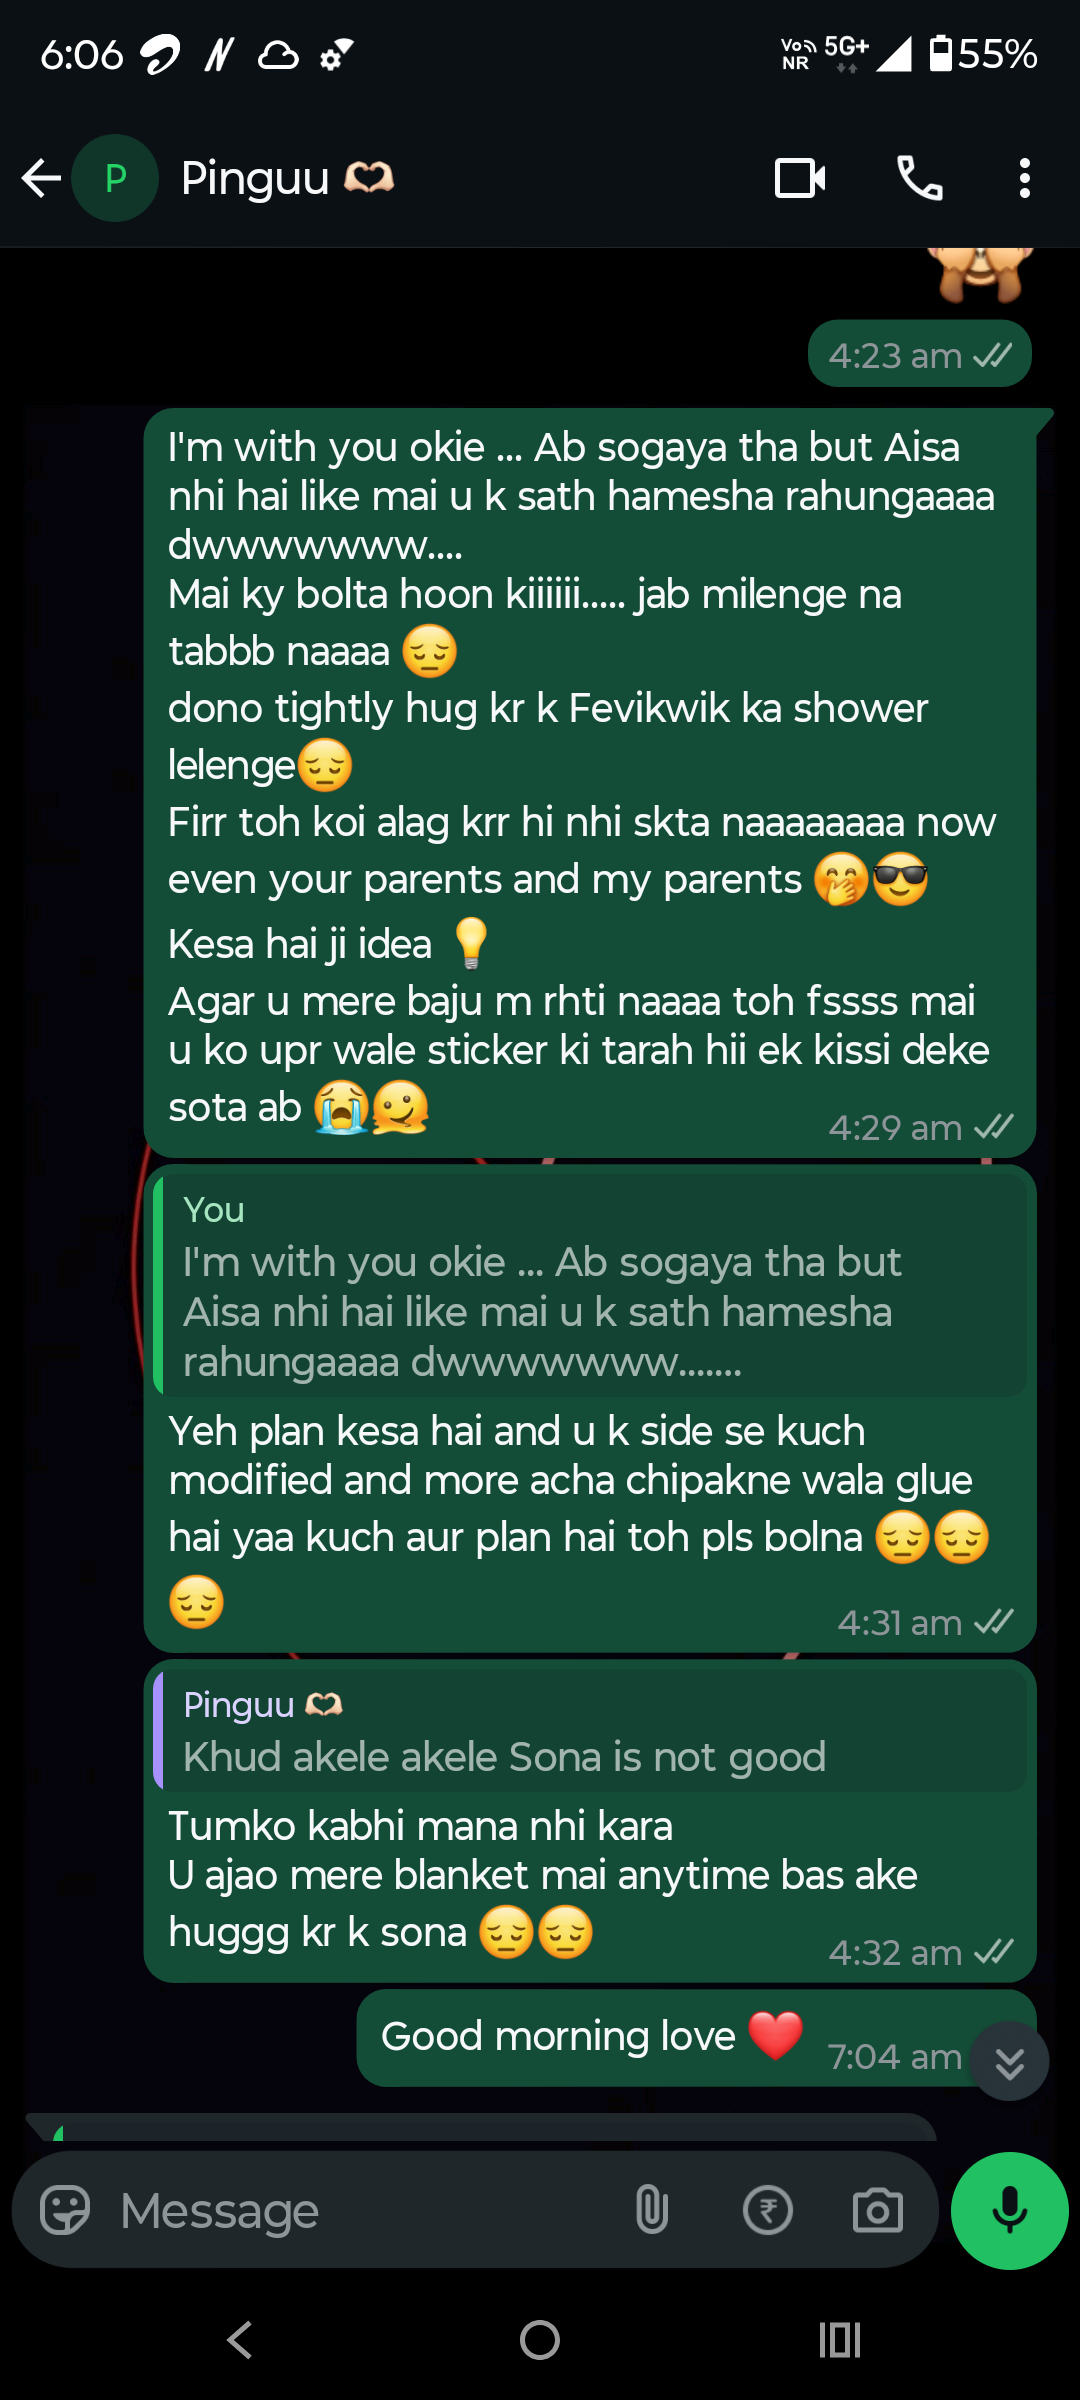 6:06
Vo NR 5G+ 55%
P Pinguu 🫶🏻
4:23 am
I'm with you okie ... Ab sogaya tha but Aisa
nhi hai like mai u k sath hamesha rahungaaaa
dwwwwwww....
Mai ky bolta hoon kiiiiii..... jab milenge na
tabbb naaaa 😔
dono tightly hug kr k Fevikwik ka shower
lelenge😔
Firr toh koi alag krr hi nhi skta naaaaaaaa now
even your parents and my parents 🤭😎
Kesa hai ji idea 💡
Agar u mere baju m rhti naaaa toh fssss mai
u ko upr wale sticker ki tarah hii ek kissi deke
sota ab 😭🫠
4:29 am
You
I'm with you okie ... Ab sogaya tha but
Aisa nhi hai like mai u k sath hamesha
rahungaaaa dwwwwwww.......
Yeh plan kesa hai and u k side se kuch
modified and more acha chipakne wala glue
hai yaa kuch aur plan hai toh pls bolna 😔😔
😔
4:31 am
Pinguu 🫶🏻
Khud akele akele Sona is not good
Tumko kabhi mana nhi kara
U ajao mere blanket mai anytime bas ake
huggg kr k sona 😔😔
4:32 am
Good morning love ❤️
7:04 am
Message